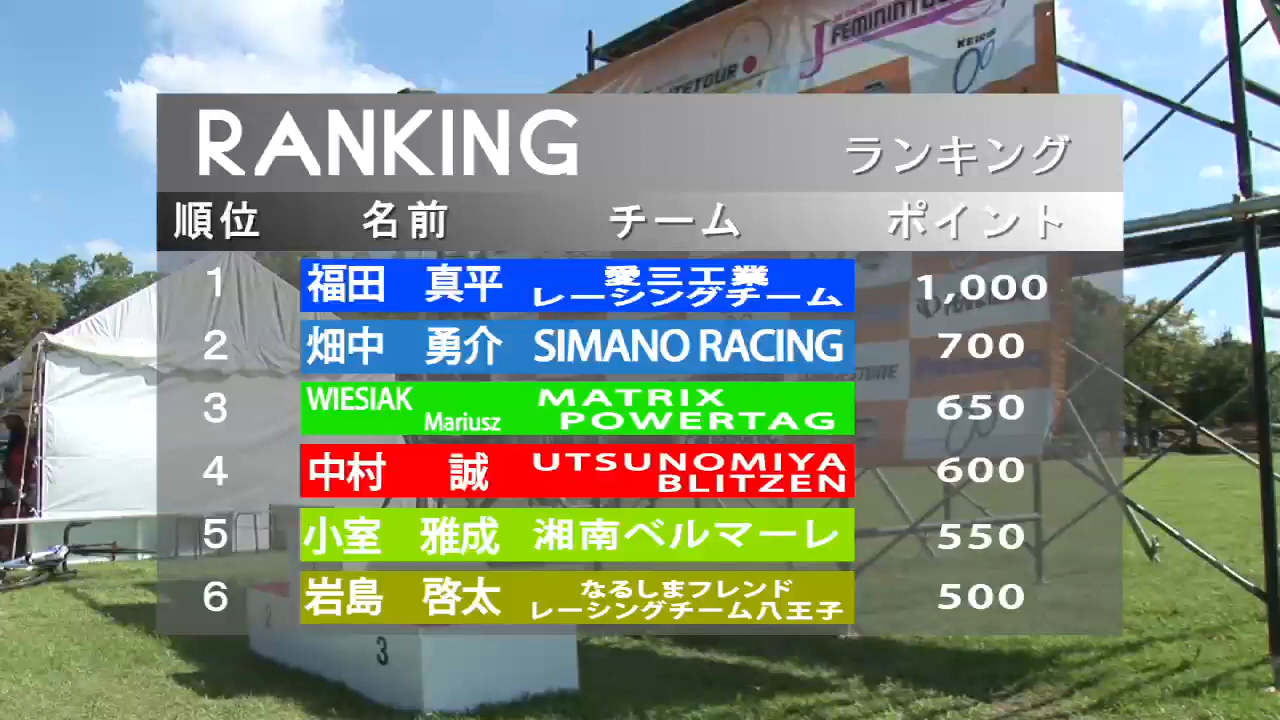 FEMININTOUR
KEIRIN
RANKING ランキング
順位 名前 チーム ポイント
1 福田 真平 愛三工業 レーシングチーム 1,000
2 畑中 勇介 SIMANO RACING 700
3 WIESIAK Mariusz MATRIX POWERTAG 650
4 中村 誠 UTSUNOMIYA BLITZEN 600
5 小室 雅成 湘南ベルマーレ 550
6 岩島 啓太 なるしまフレンド レーシングチーム八王子 500
2
3